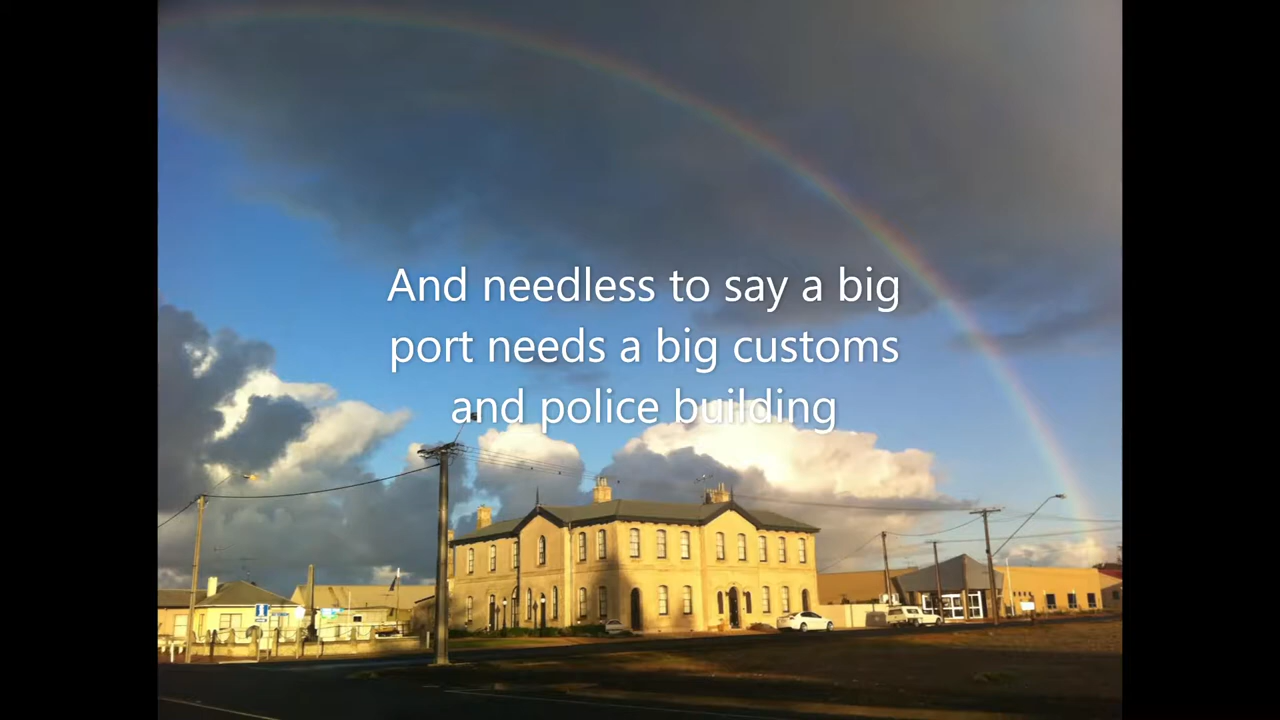 And needless to say a big
port needs a big customs
and police building